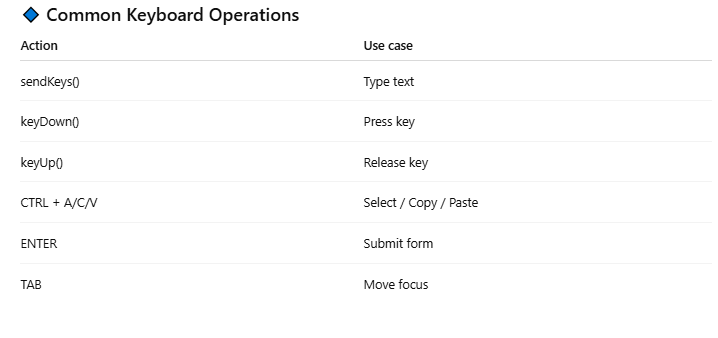 Common Keyboard Operations
Action Use case
sendKeys() Type text
keyDown() Press key
keyUp() Release key
CTRL + A/C/V Select / Copy / Paste
ENTER Submit form
TAB Move focus